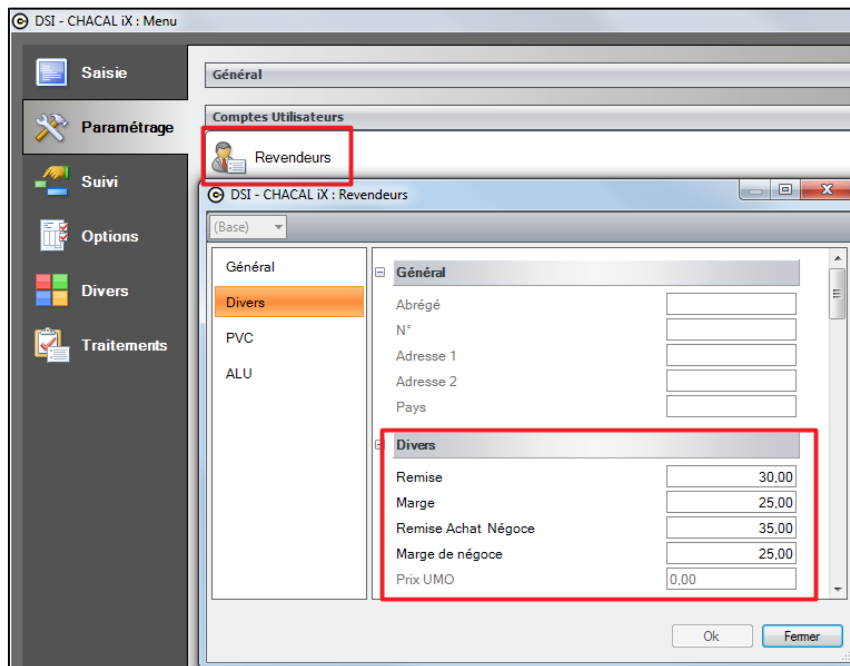 DSI - CHACAL iX : Menu
Saisie
Paramétrage
Suivi
Options
Divers
Traitements
Général
Comptes Utilisateurs
Revendeurs
DSI - CHACAL iX : Revendeurs
(Base)
Général
Divers
PVC
ALU
Général
Abrégé
N°
Adresse 1
Adresse 2
Pays
Divers
Remise 30,00
Marge 25,00
Remise Achat Négoce 35,00
Marge de négoce 25,00
Prix UMO 0,00
Ok Fermer